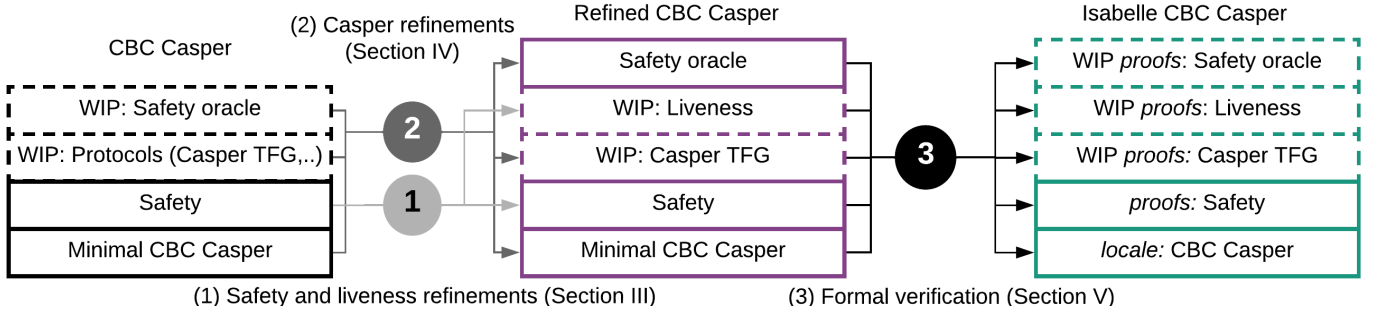 CBC Casper
WIP: Safety oracle
WIP: Protocols (Casper TFG,..)
Safety
Minimal CBC Casper
(2) Casper refinements
(Section IV)
2
1
(1) Safety and liveness refinements (Section III)
Refined CBC Casper
Safety oracle
WIP: Liveness
WIP: Casper TFG
Safety
Minimal CBC Casper
3
(3) Formal verification (Section V)
Isabelle CBC Casper
WIP proofs: Safety oracle
WIP proofs: Liveness
WIP proofs: Casper TFG
proofs: Safety
locale: CBC Casper